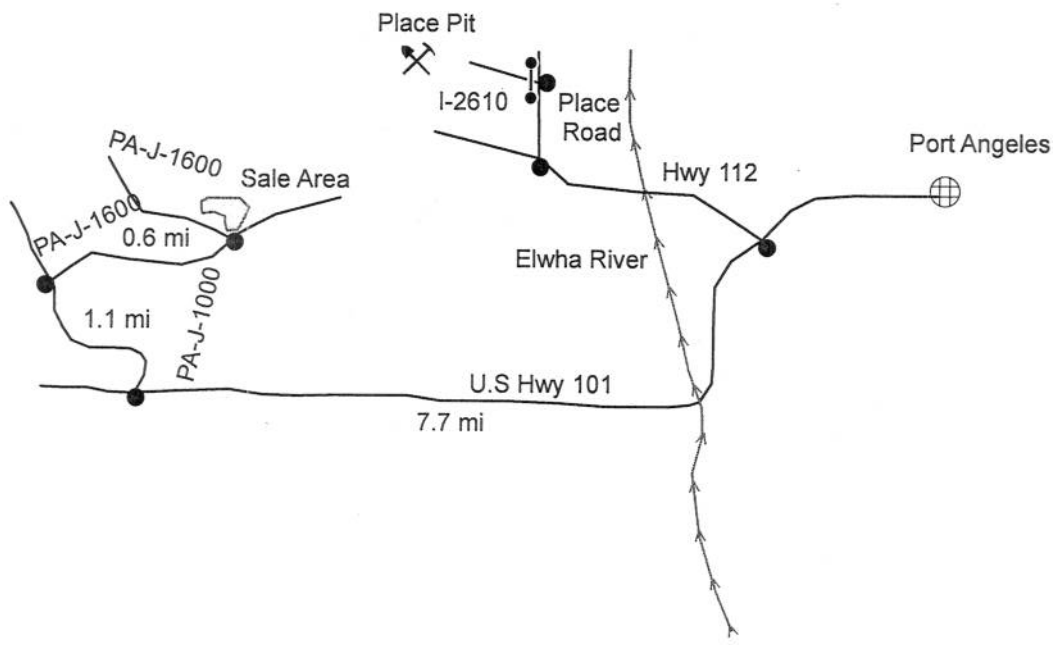 Place Pit
I-2610
Place
Road
PA-J-1600
Sale Area
Hwy 112
Port Angeles
PA-J-1600
0.6 mi
Elwha River
1.1 mi
PA-J-1000
U.S Hwy 101
7.7 mi